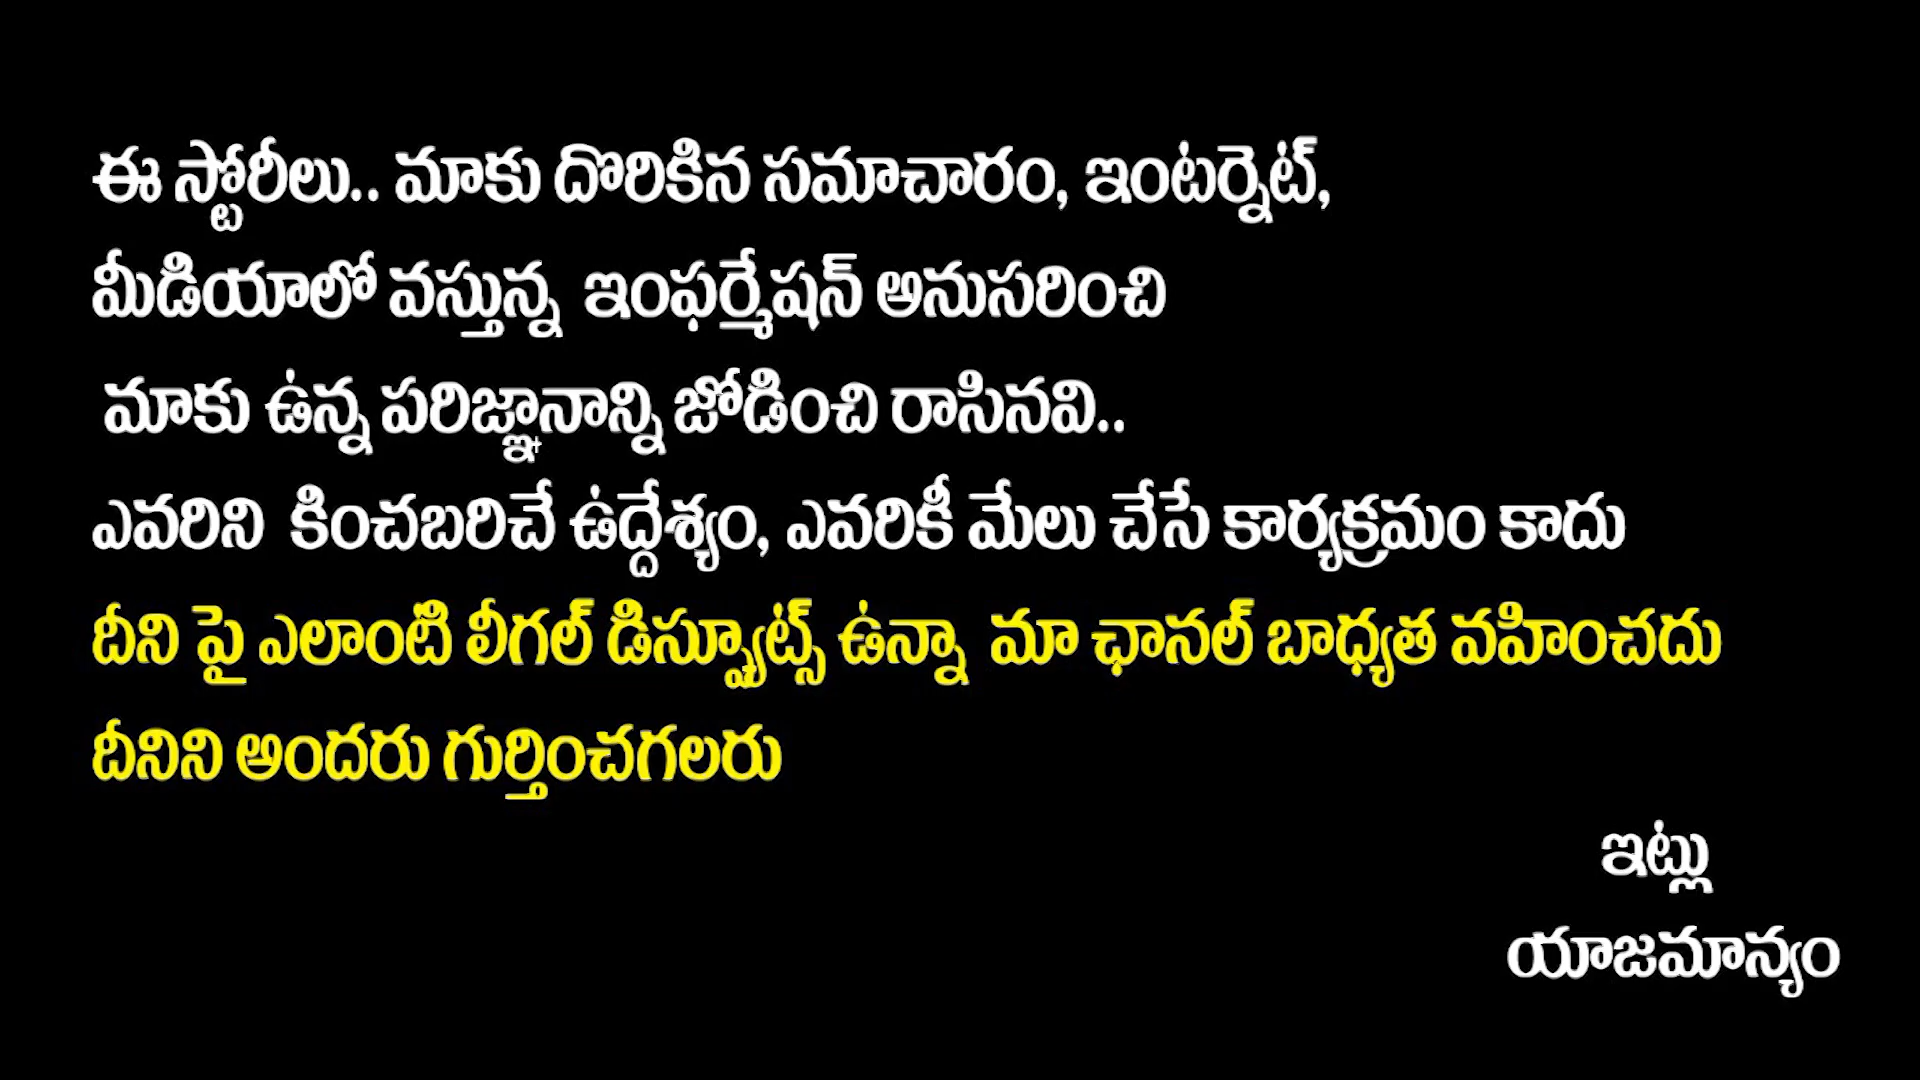 ఈ స్టోరీలు.. మాకు దొరికిన సమాచారం, ఇంటర్నెట్,
మీడియాలో వస్తున్న ఇంఫర్మేషన్ అనుసరించి
మాకు ఉన్న పరిజ్ఞానాన్ని జోడించి రాసినవి..
ఎవరిని కించబరిచే ఉద్దేశ్యం, ఎవరికీ మేలు చేసే కార్యక్రమం కాదు
దీని పై ఎలాంటి లీగల్ డిస్ప్యూట్స్ ఉన్నా మా ఛానల్ బాధ్యత వహించదు
దీనిని అందరు గుర్తించగలరు
ఇట్లు
యాజమాన్యం